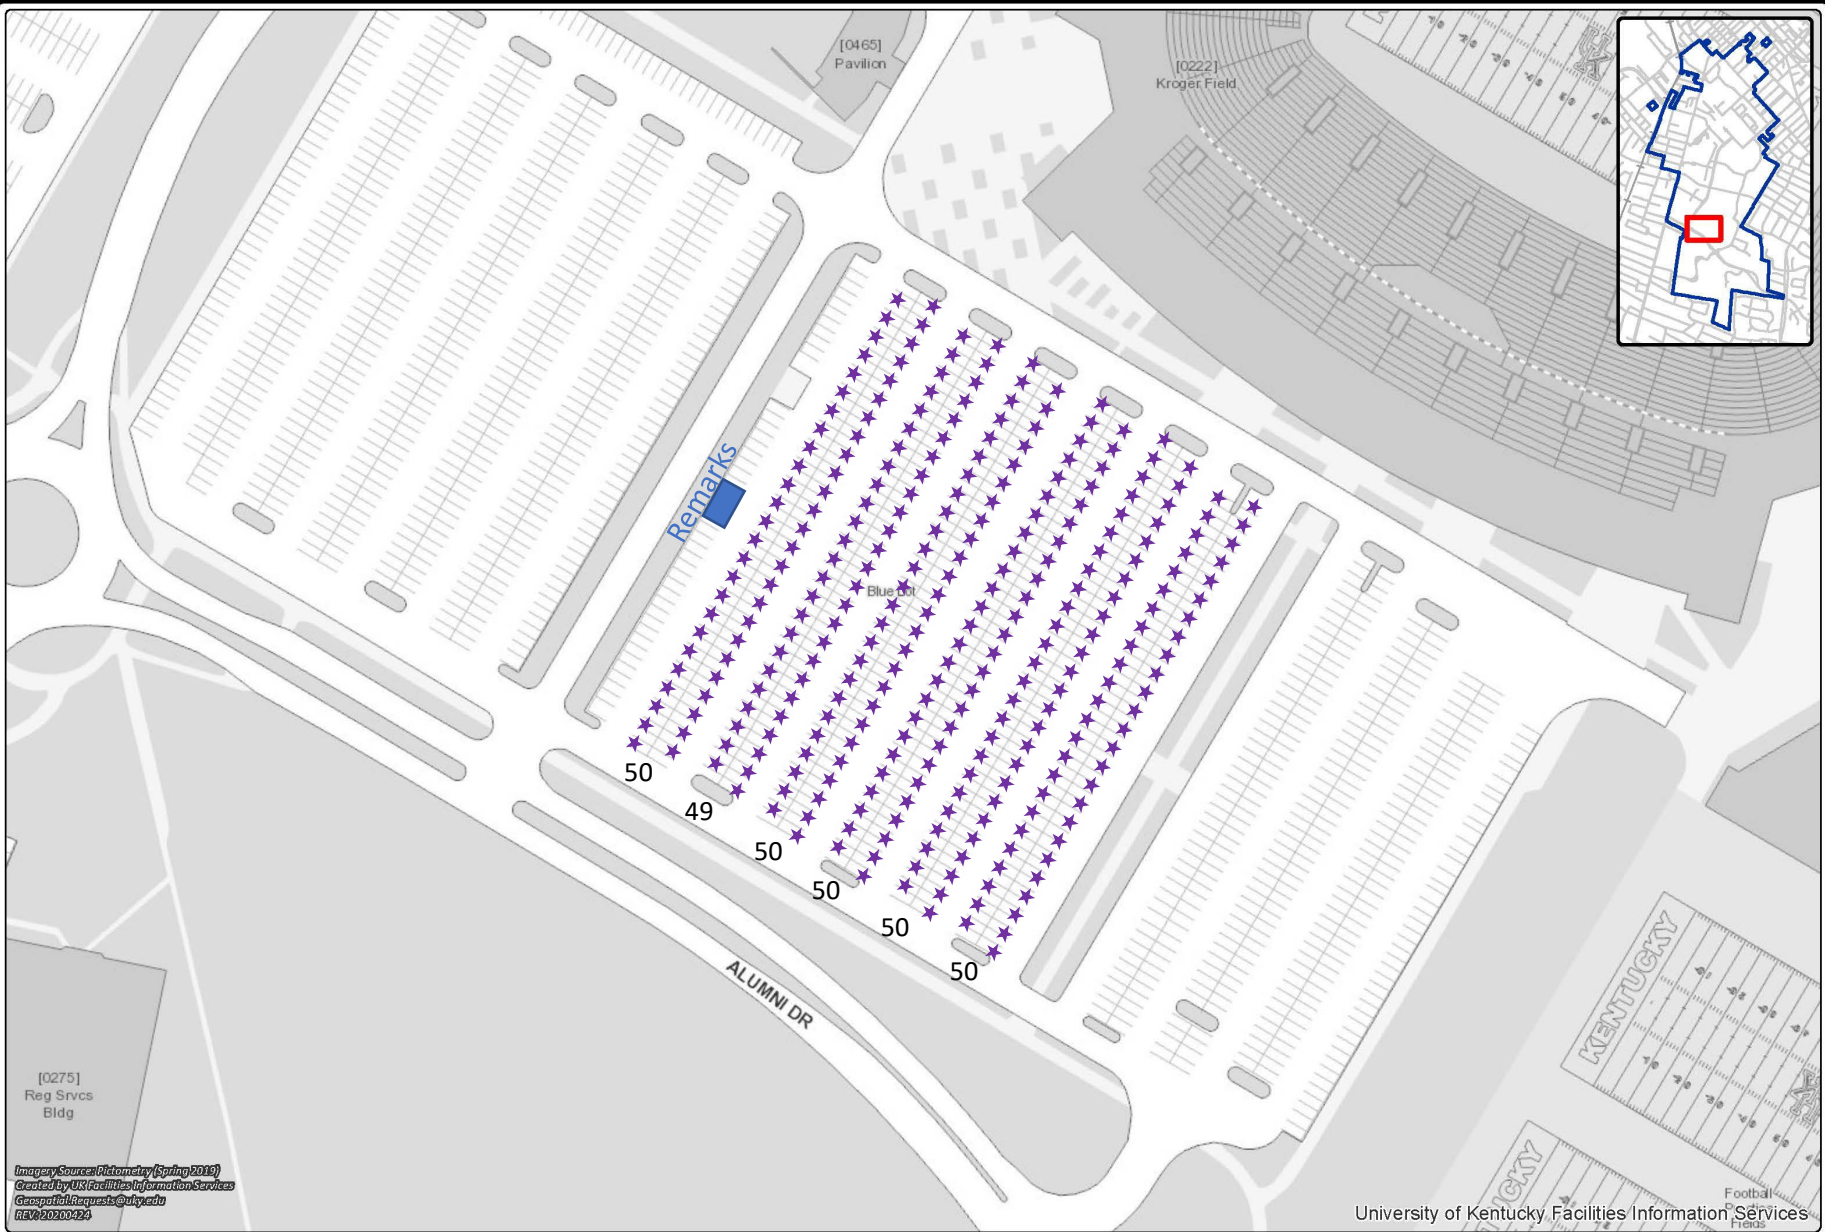 [0465]
Pavilion
[0222]
Kroger Field
Remarks
Blue Lot
50
49
50
50
50
50
ALUMNI DR
KENTUCKY
[0275]
Reg Srvcs
Bldg
Imagery Source: Pictometry (Spring 2019)
Created by UK Facilities Information Services
Geospatial.Requests@uky.edu
REV: 20200424
Football
Fields
University of Kentucky Facilities Information Services